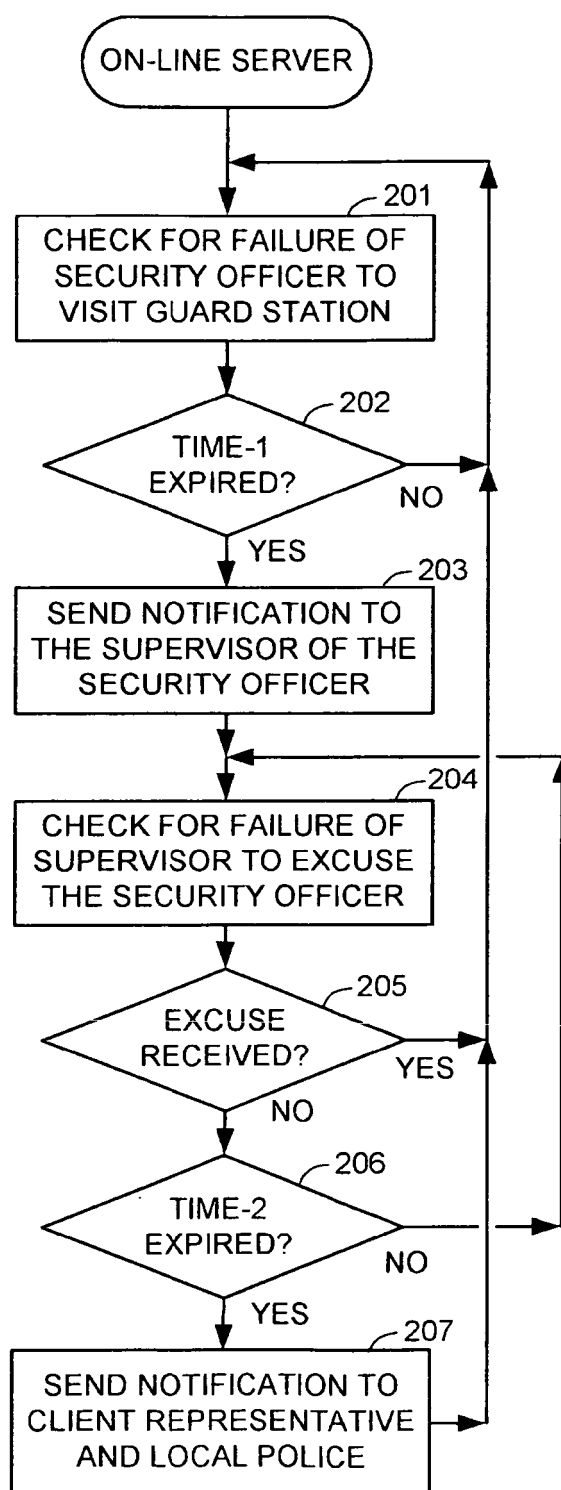 ON-LINE SERVER
201
CHECK FOR FAILURE OF
SECURITY OFFICER TO
VISIT GUARD STATION
202
TIME-1
EXPIRED?
NO
YES
203
SEND NOTIFICATION TO
THE SUPERVISOR OF THE
SECURITY OFFICER
204
CHECK FOR FAILURE OF
SUPERVISOR TO EXCUSE
THE SECURITY OFFICER
205
EXCUSE
RECEIVED?
YES
NO
206
TIME-2
EXPIRED?
NO
YES
207
SEND NOTIFICATION TO
CLIENT REPRESENTATIVE
AND LOCAL POLICE